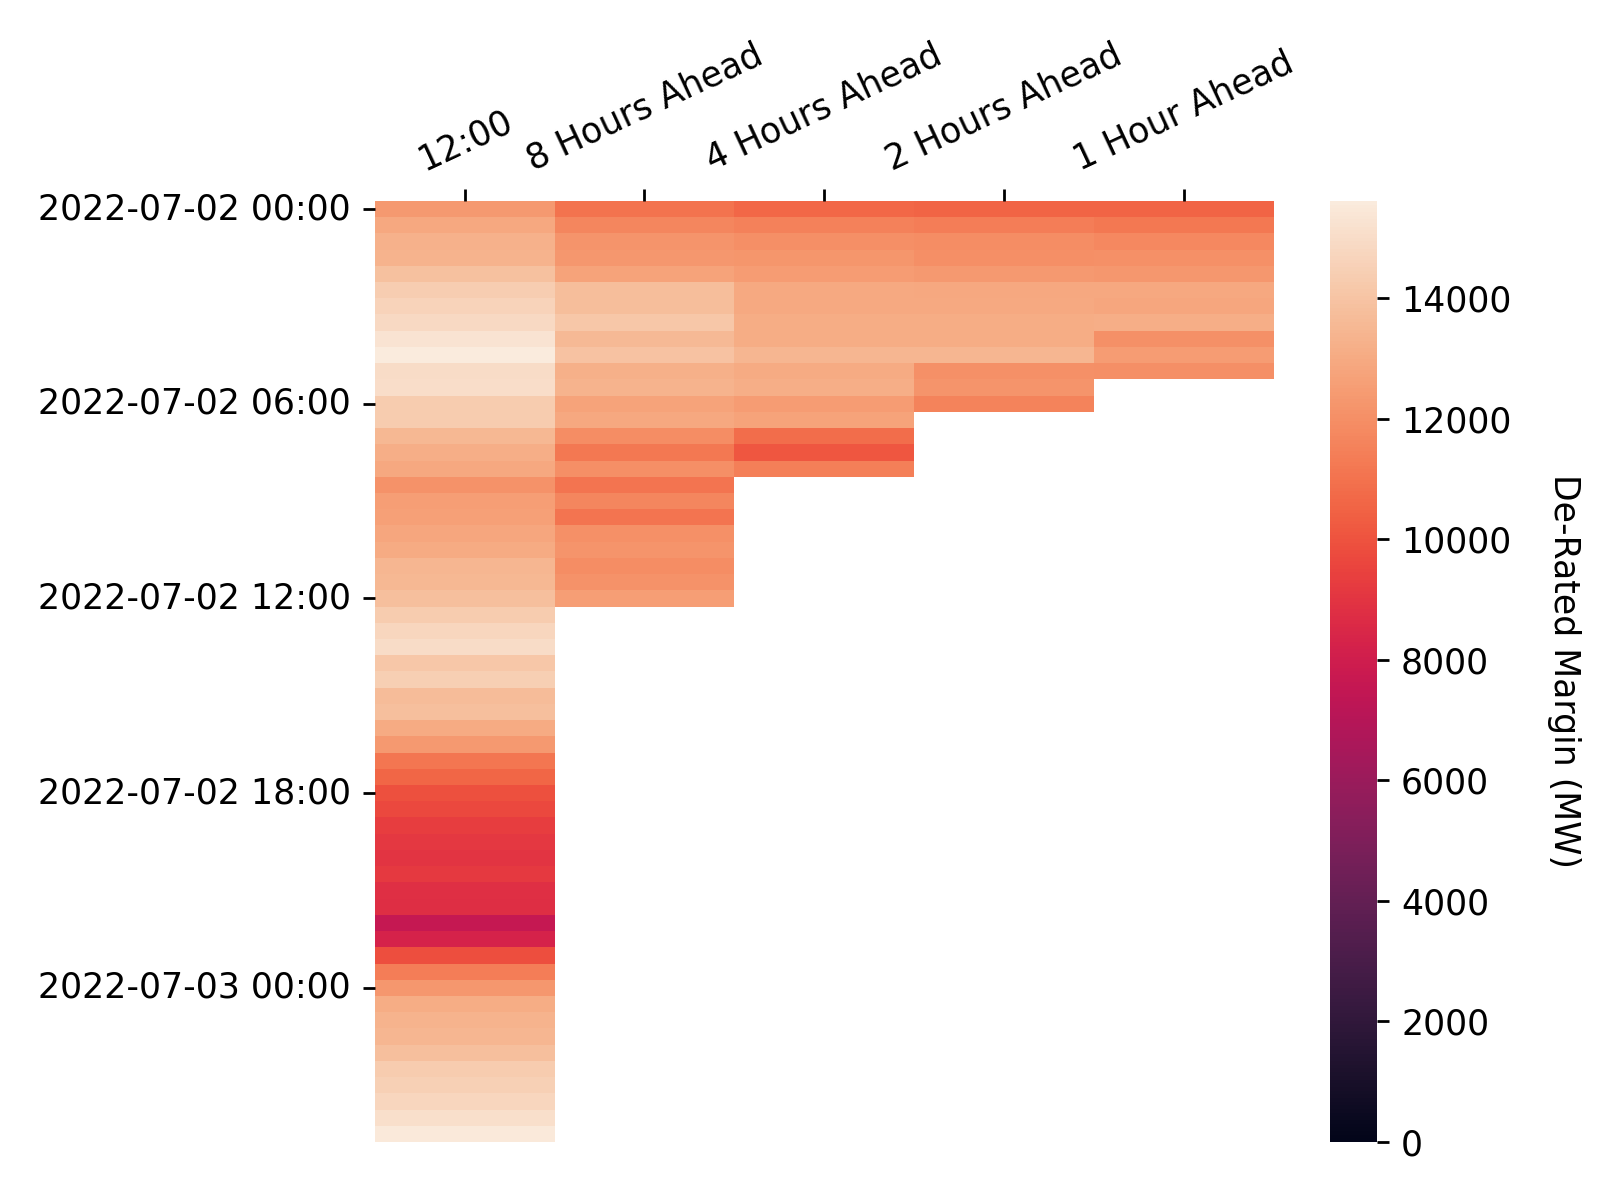 12:00
8 Hours Ahead
4 Hours Ahead
2 Hours Ahead
1 Hour Ahead
2022-07-02 00:00
2022-07-02 06:00
2022-07-02 12:00
2022-07-02 18:00
2022-07-03 00:00
14000
12000
10000
8000
6000
4000
2000
0
De-Rated Margin (MW)